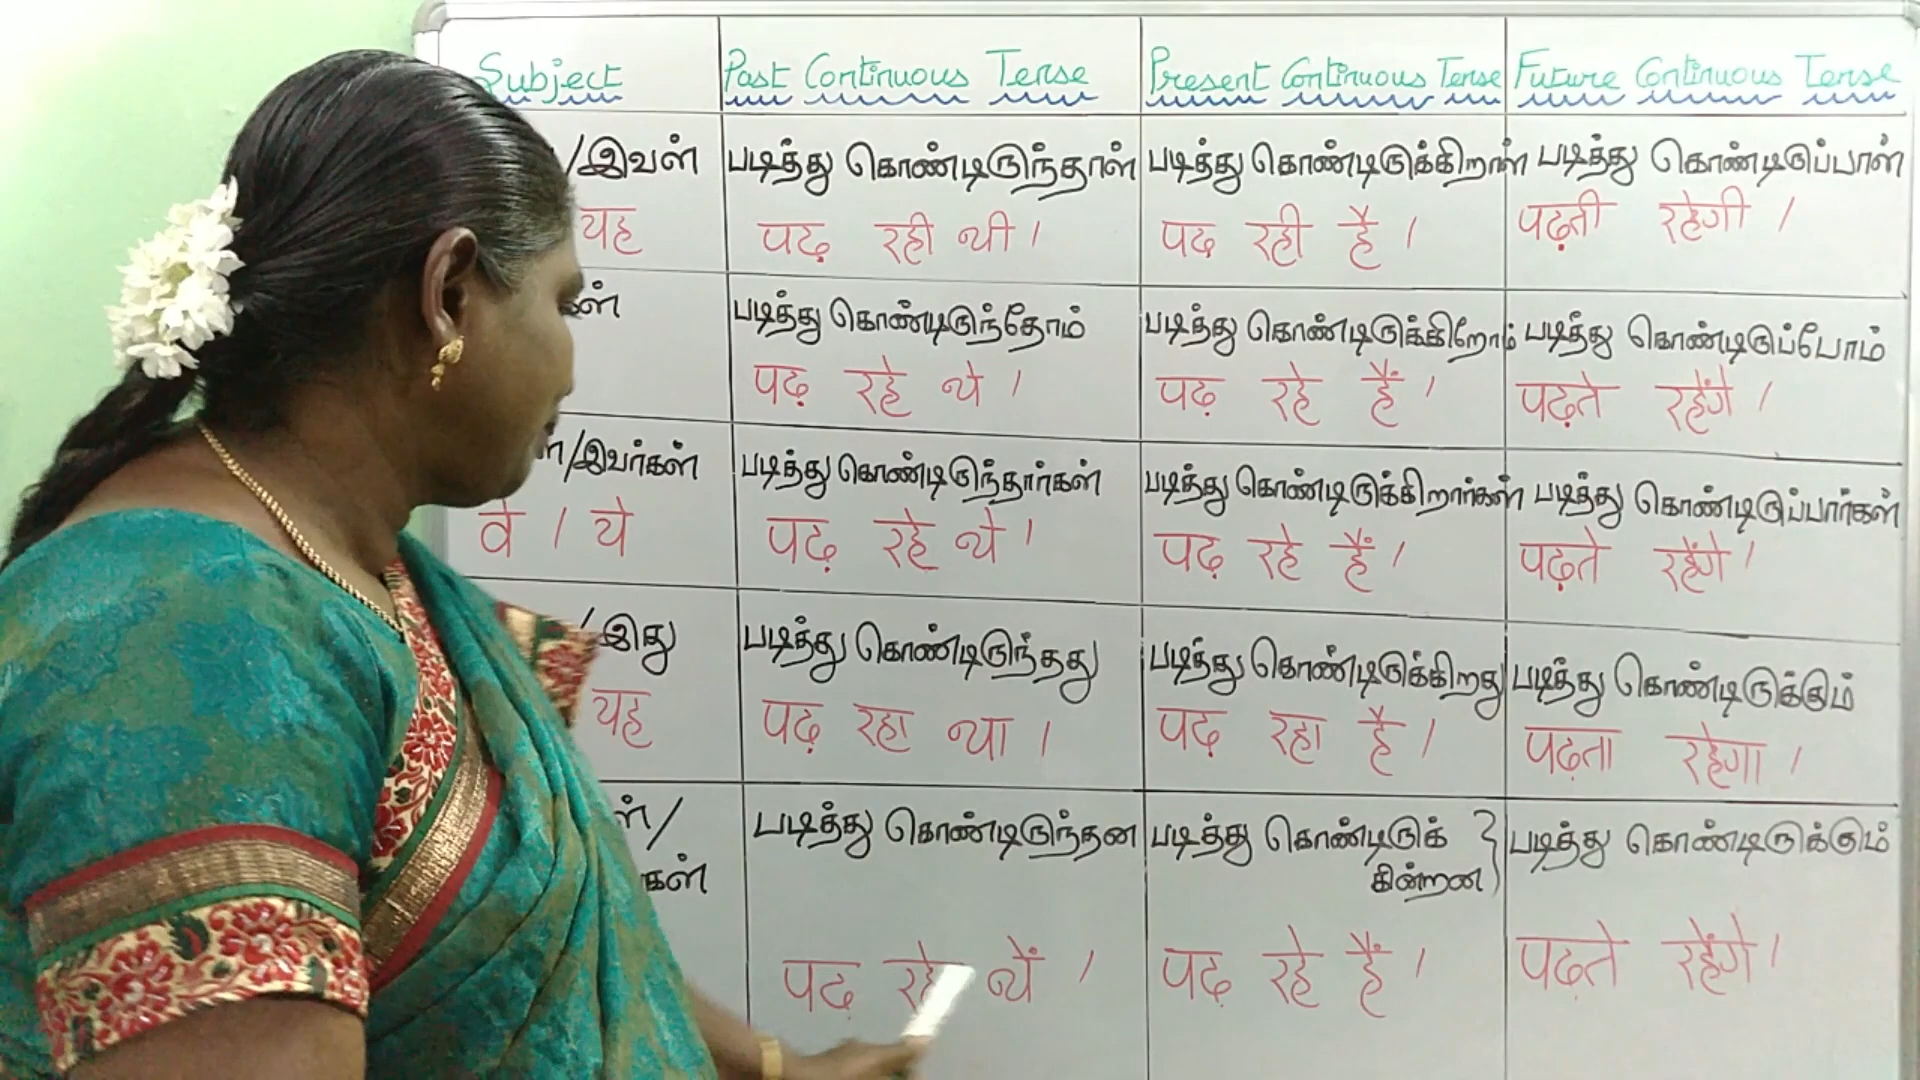 Subject Past Continuous Tense Present Continuous Tense Future Continuous Tense
/இவள் படித்து கொண்டிருந்தாள் படித்து கொண்டிருக்கிறாள் படித்து கொண்டிருப்பாள்
यह पढ़ रही थी । पढ़ रही है । पढ़ती रहेगी ।
படித்து கொண்டிருந்தோம் படித்து கொண்டிருக்கிறோம் படித்து கொண்டிருப்போம்
पढ़ रहे थे । पढ़ रहे हैं । पढ़ते रहेंगे ।
/இவர்கள் படித்து கொண்டிருந்தார்கள் படித்து கொண்டிருக்கிறார்கள் படித்து கொண்டிருப்பார்கள்
वे / ये पढ़ रहे थे । पढ़ रहे हैं । पढ़ते रहेंगे ।
/இது படித்து கொண்டிருந்தது படித்து கொண்டிருக்கிறது படித்து கொண்டிருக்கும்
यह पढ़ रहा था । पढ़ रहा है । पढ़ता रहेगा ।
படித்து கொண்டிருந்தன படித்து கொண்டிருக் படித்து கொண்டிருக்கும்
கின்றன
पढ़ रहे थें । पढ़ रहे हैं । पढ़ते रहेंगे ।